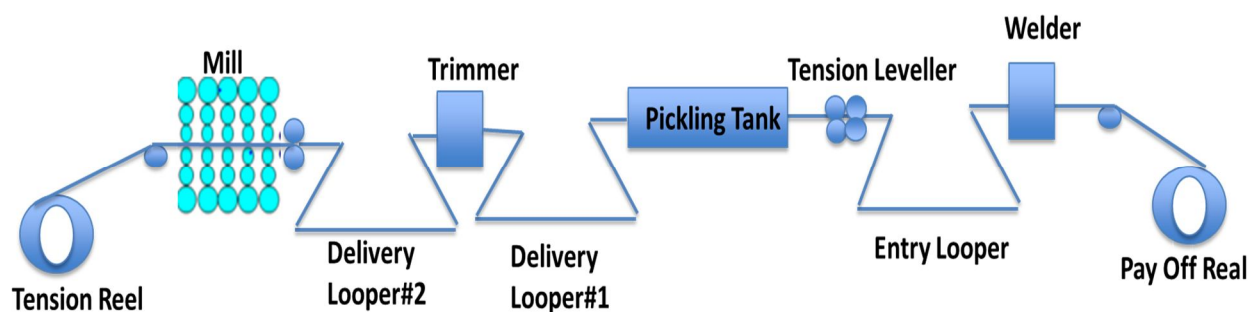 Welder
Mill
Trimmer
Tension Leveller
Pickling Tank
Delivery
Looper#2
Delivery
Looper#1
Entry Looper
Pay Off Real
Tension Reel